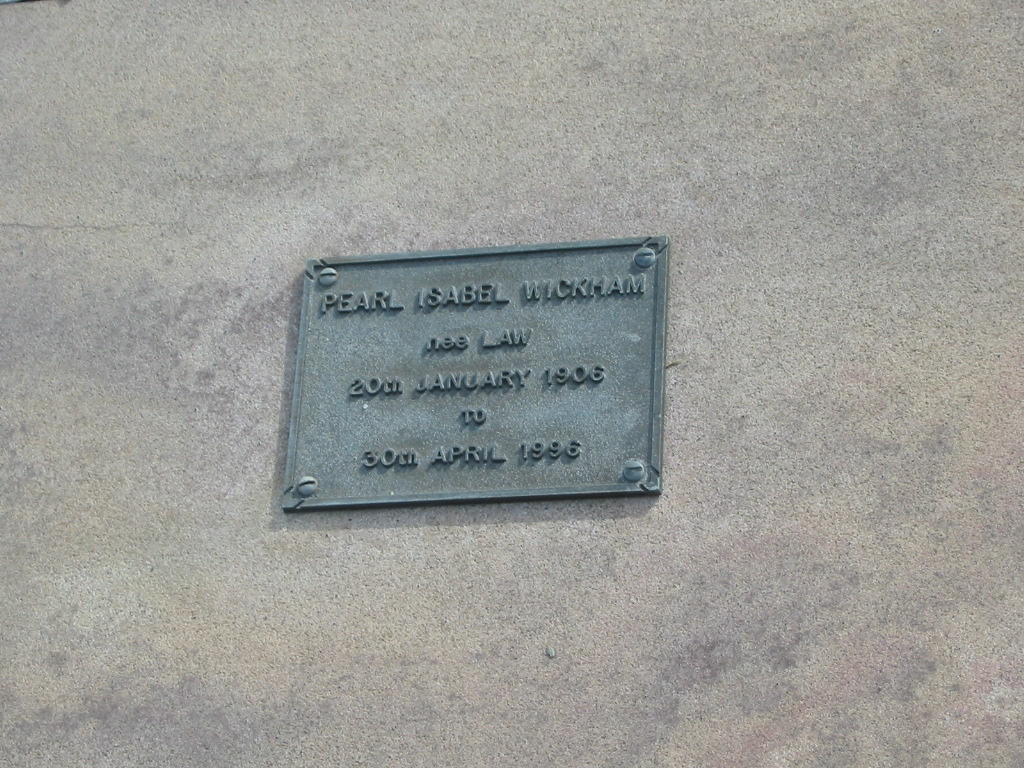 PEARL ISABEL WICKHAM
nee LAW
20th JANUARY 1906
TO
30th APRIL 1996